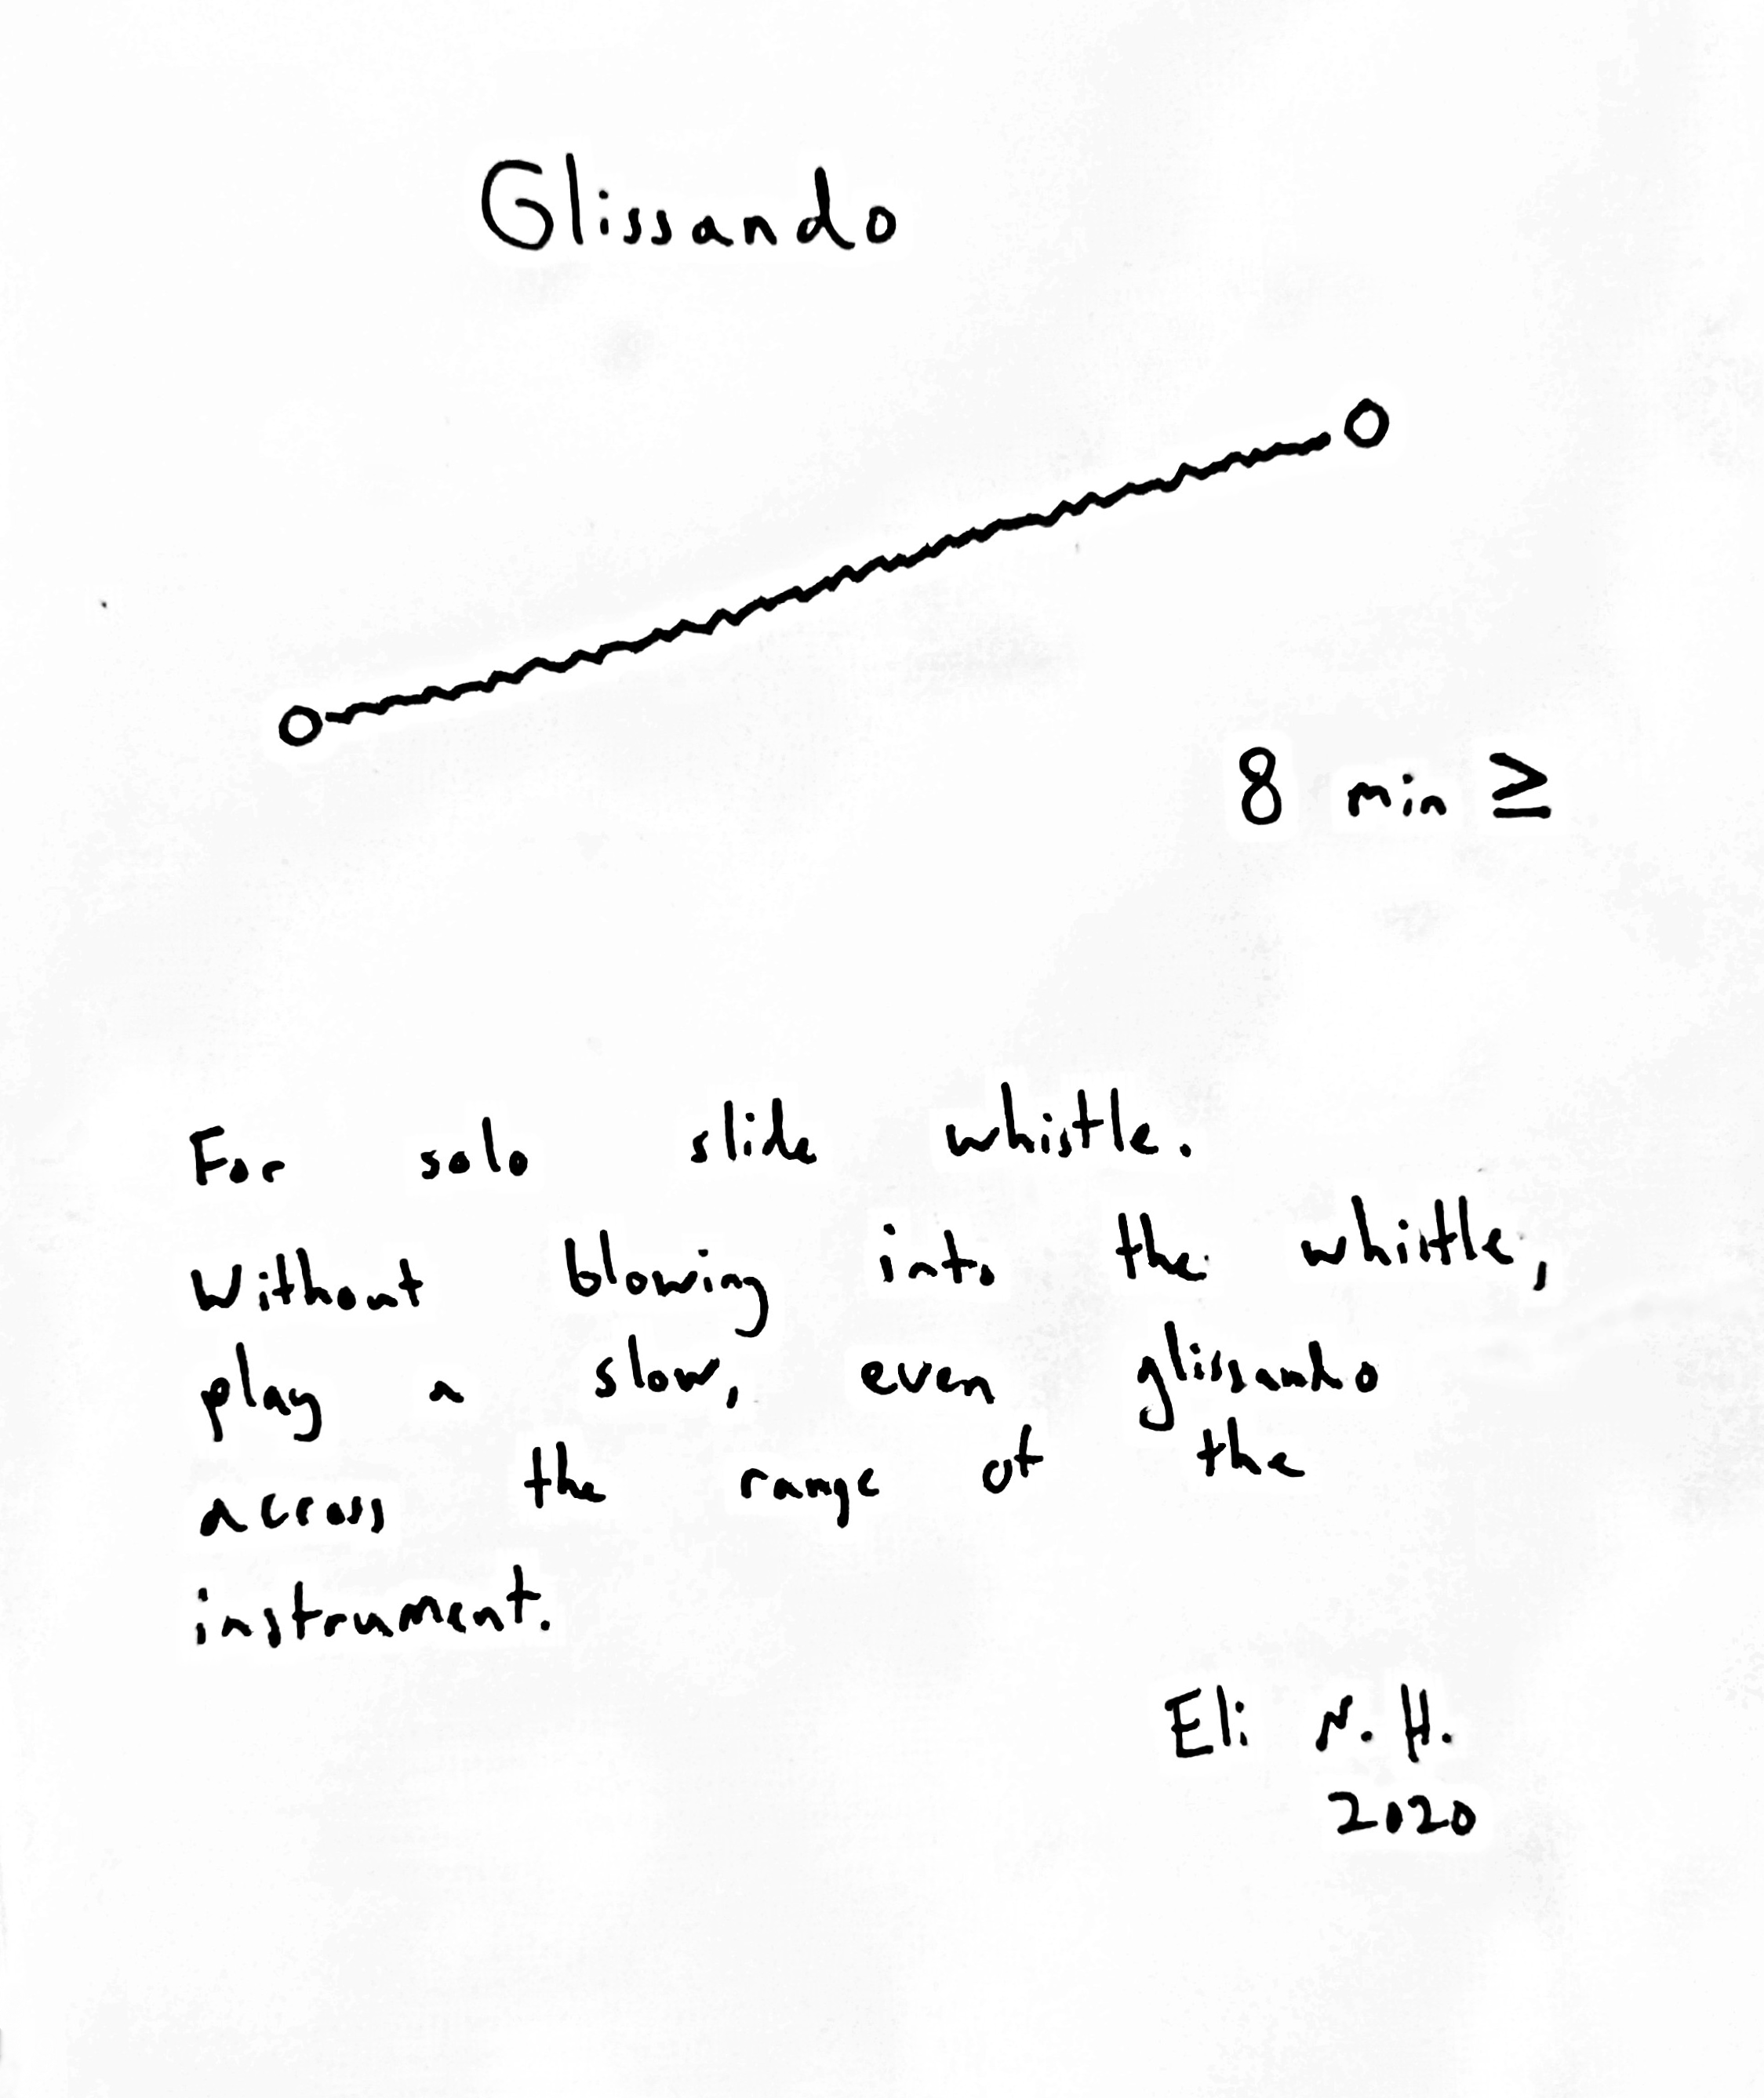 Glissando
8 min ≥
For solo slide whistle.
Without blowing into the whistle,
play a slow, even glissando
across the range of the
instrument.
Eli N. H.
2020